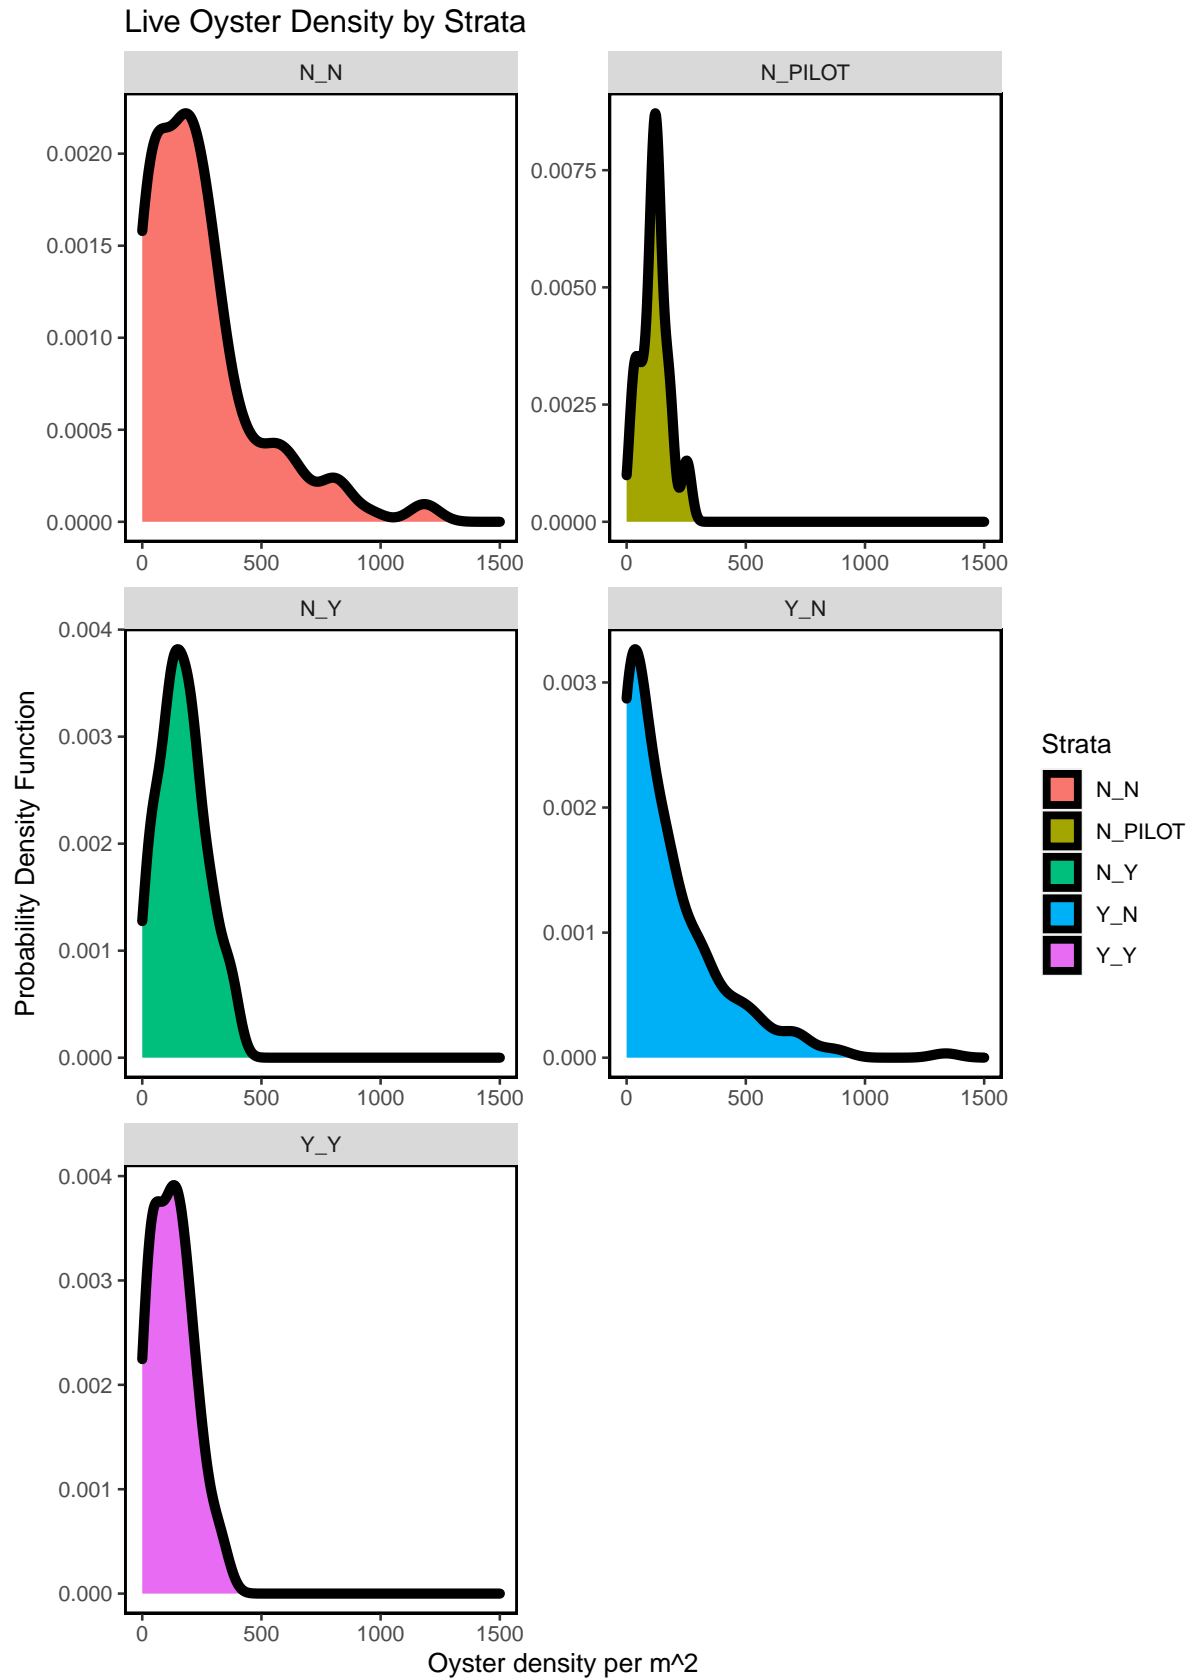 Live Oyster Density by Strata
N_N
N_PILOT
0.0020
0.0015
0.0010
0.0005
0.0000
0 500 1000 1500
0.0075
0.0050
0.0025
0.0000
0 500 1000 1500
N_Y
Y_N
0.004
0.003
0.002
0.001
0.000
0 500 1000 1500
0.003
0.002
0.001
0.000
0 500 1000 1500
Y_Y
0.004
0.003
0.002
0.001
0.000
0 500 1000 1500
Probability Density Function
Oyster density per m^2
Strata
N_N
N_PILOT
N_Y
Y_N
Y_Y